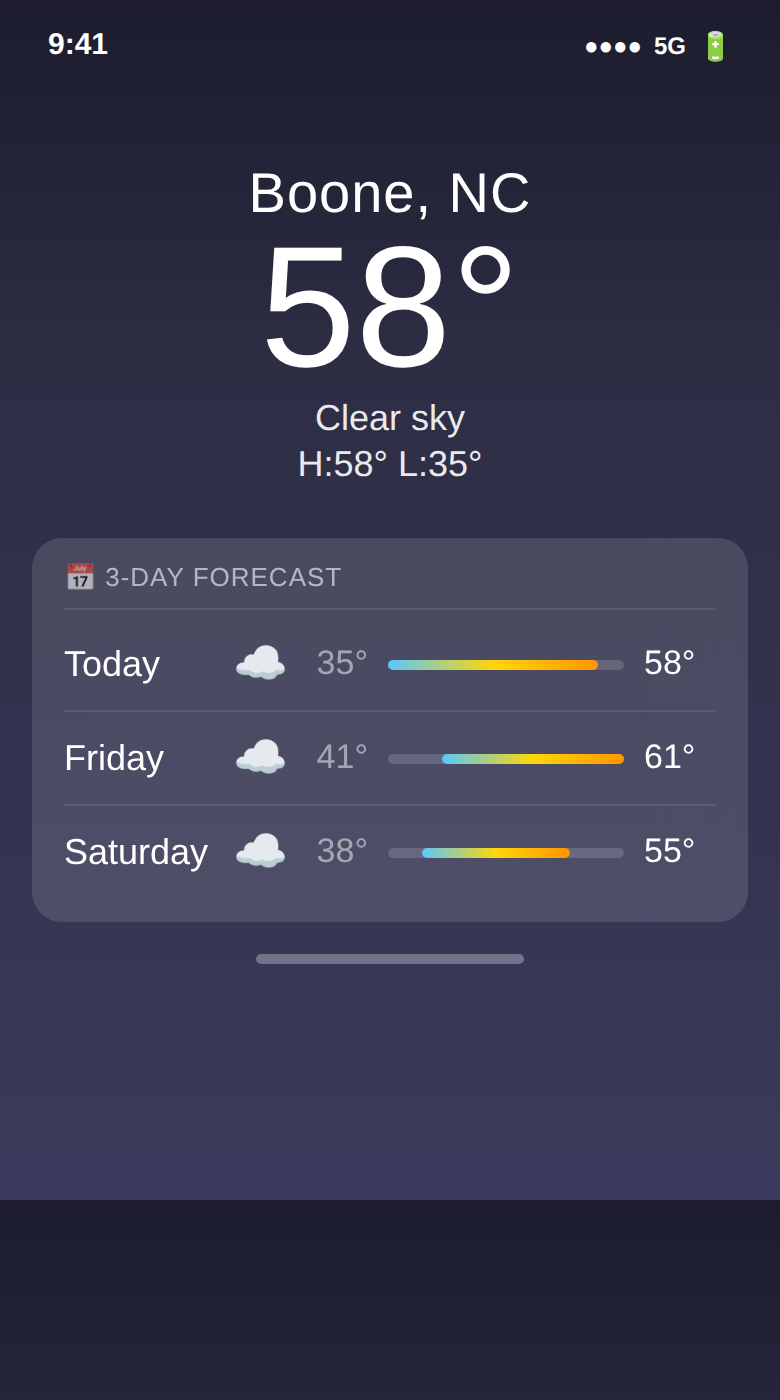 9:41 ●●●● 5G 🔋
Boone, NC
58°
Clear sky
H:58° L:35°
📅 3-DAY FORECAST
Today ☁️ 35° 58°
Friday ☁️ 41° 61°
Saturday ☁️ 38° 55°